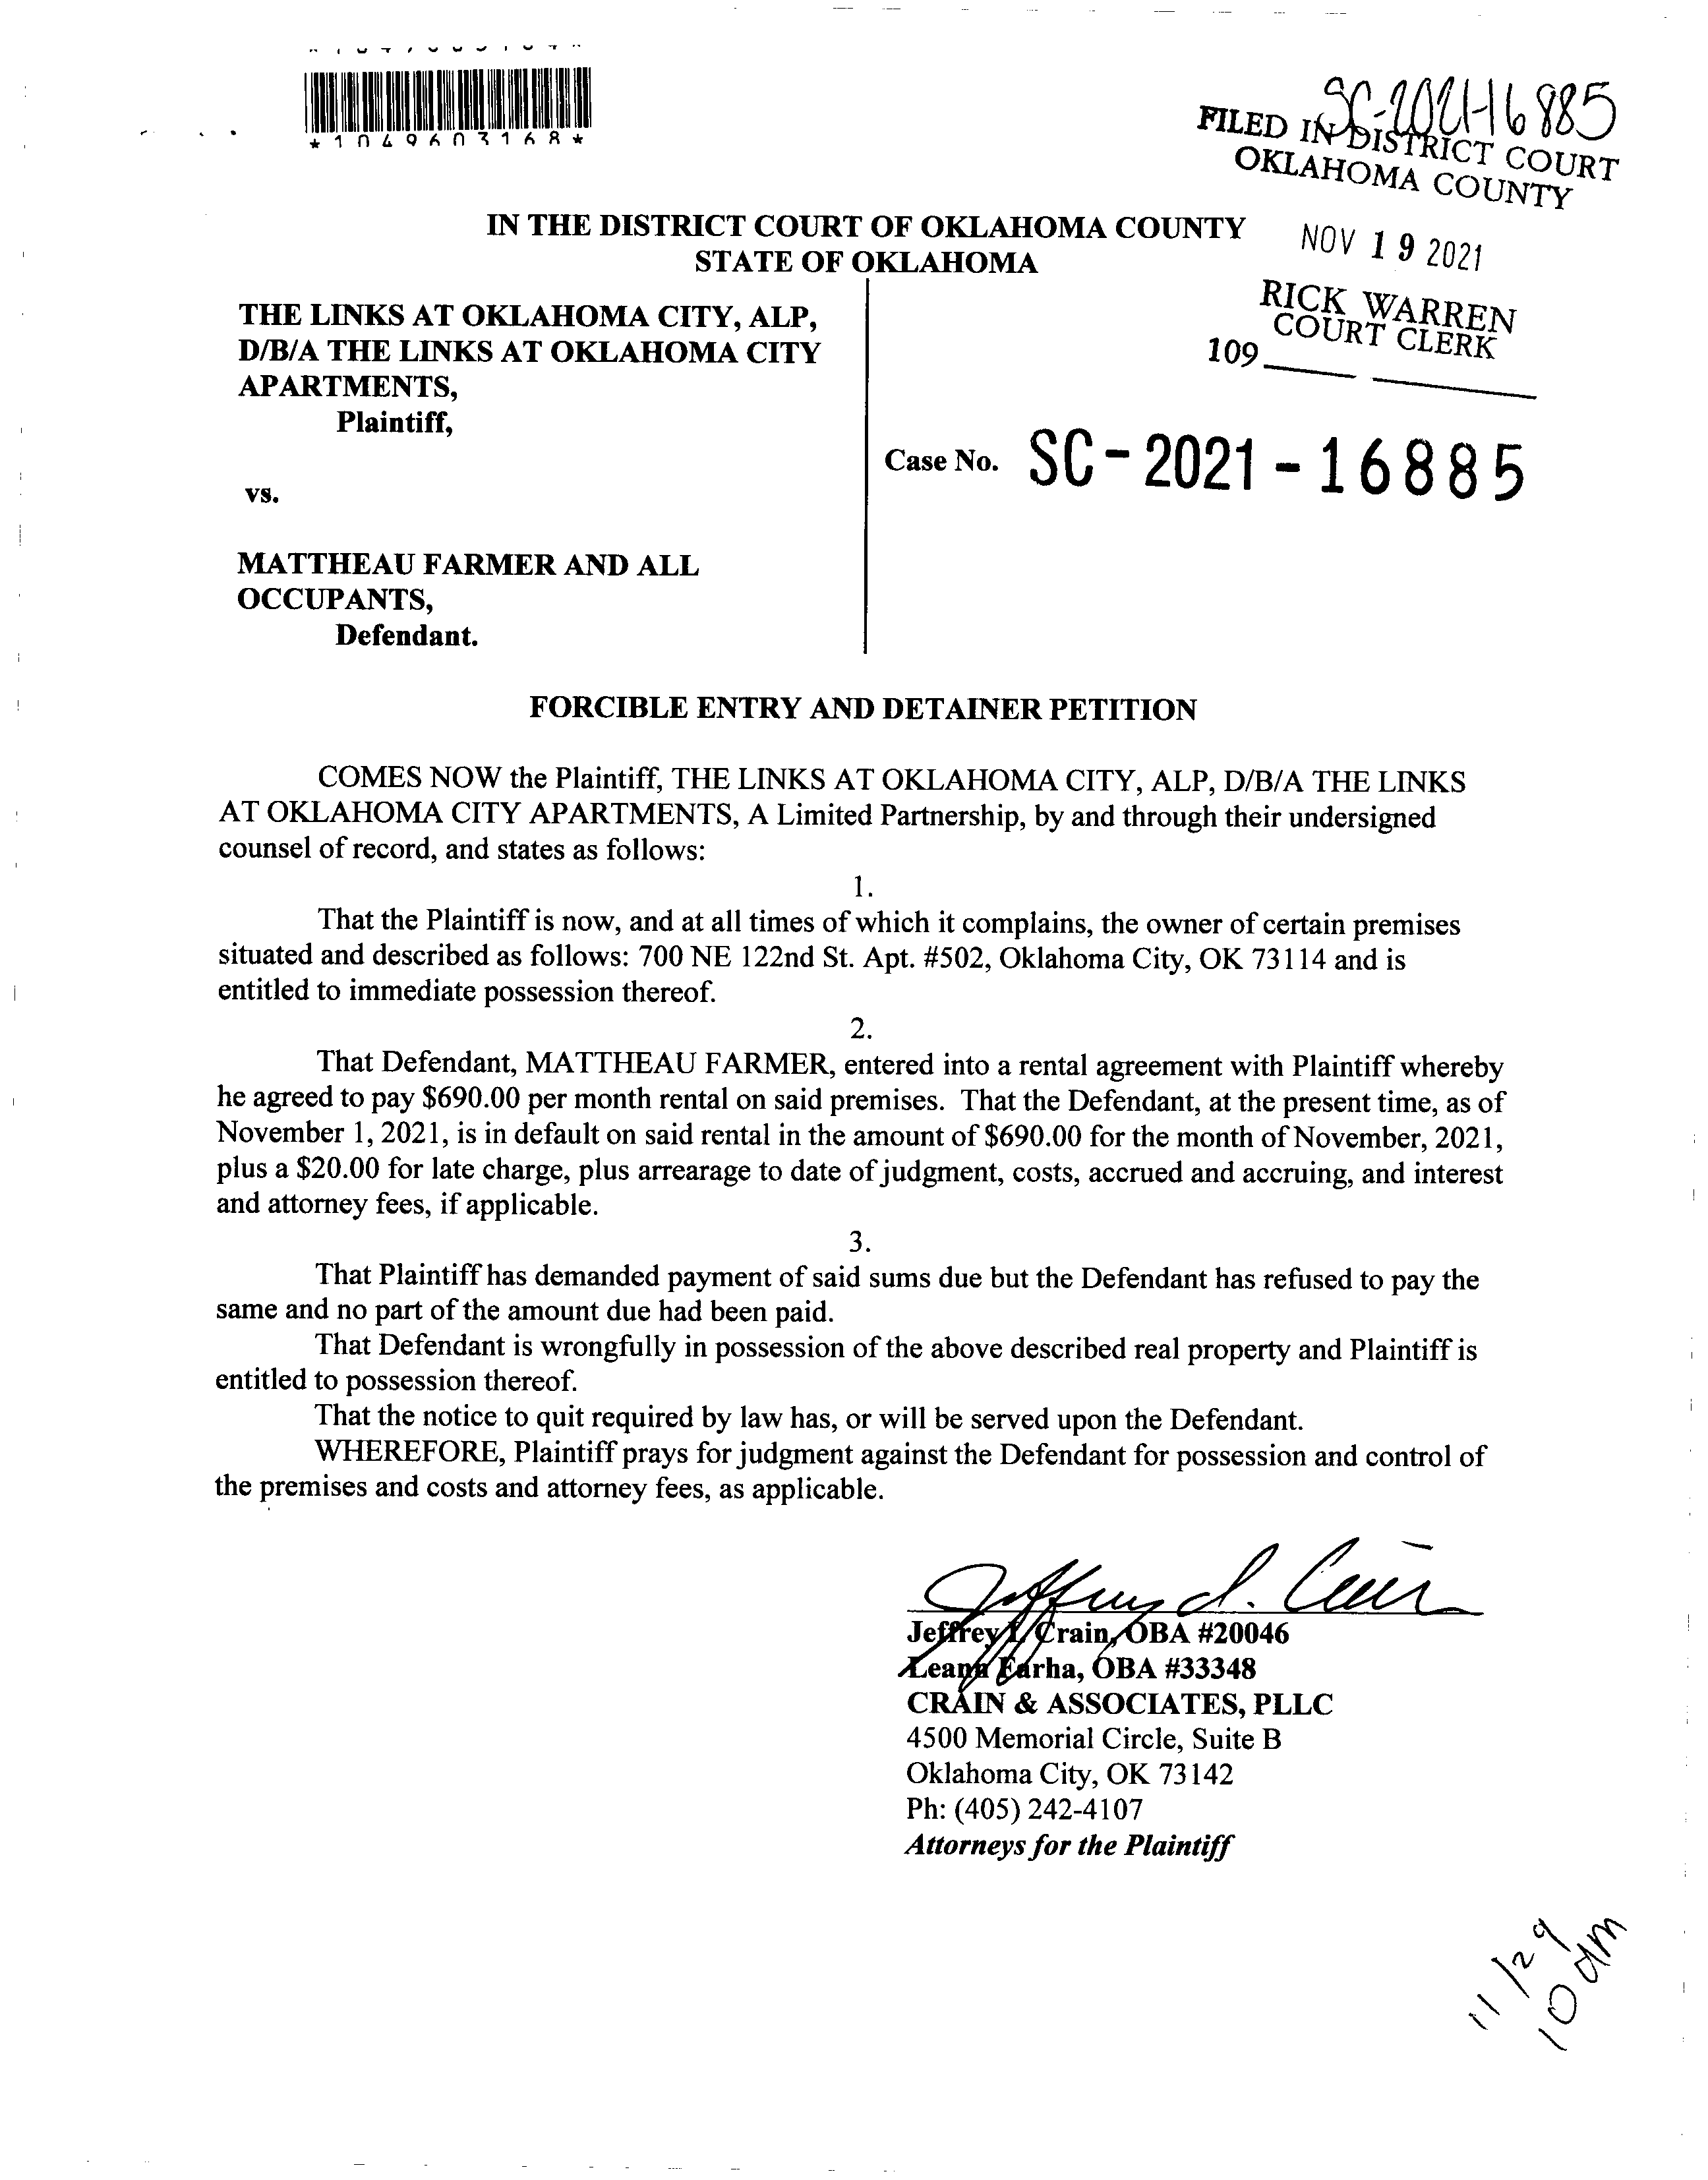 *1049603168*
SC-2021-16885
FILED IN DISTRICT COURT
OKLAHOMA COUNTY
NOV 19 2021
RICK WARREN
COURT CLERK
109
IN THE DISTRICT COURT OF OKLAHOMA COUNTY
STATE OF OKLAHOMA
THE LINKS AT OKLAHOMA CITY, ALP,
D/B/A THE LINKS AT OKLAHOMA CITY
APARTMENTS,
Plaintiff,
vs.
MATTHEAU FARMER AND ALL
OCCUPANTS,
Defendant.
Case No. SC-2021-16885
FORCIBLE ENTRY AND DETAINER PETITION
COMES NOW the Plaintiff, THE LINKS AT OKLAHOMA CITY, ALP, D/B/A THE LINKS
AT OKLAHOMA CITY APARTMENTS, A Limited Partnership, by and through their undersigned
counsel of record, and states as follows:
1.
That the Plaintiff is now, and at all times of which it complains, the owner of certain premises
situated and described as follows: 700 NE 122nd St. Apt. #502, Oklahoma City, OK 73114 and is
entitled to immediate possession thereof.
2.
That Defendant, MATTHEAU FARMER, entered into a rental agreement with Plaintiff whereby
he agreed to pay $690.00 per month rental on said premises. That the Defendant, at the present time, as of
November 1, 2021, is in default on said rental in the amount of $690.00 for the month of November, 2021,
plus a $20.00 for late charge, plus arrearage to date of judgment, costs, accrued and accruing, and interest
and attorney fees, if applicable.
3.
That Plaintiff has demanded payment of said sums due but the Defendant has refused to pay the
same and no part of the amount due had been paid.
That Defendant is wrongfully in possession of the above described real property and Plaintiff is
entitled to possession thereof.
That the notice to quit required by law has, or will be served upon the Defendant.
WHEREFORE, Plaintiff prays for judgment against the Defendant for possession and control of
the premises and costs and attorney fees, as applicable.
Jeffrey L. Crain
Jeffrey L Crain, OBA #20046
Leann Farha, OBA #33348
CRAIN & ASSOCIATES, PLLC
4500 Memorial Circle, Suite B
Oklahoma City, OK 73142
Ph: (405) 242-4107
Attorneys for the Plaintiff
11/29
10 am